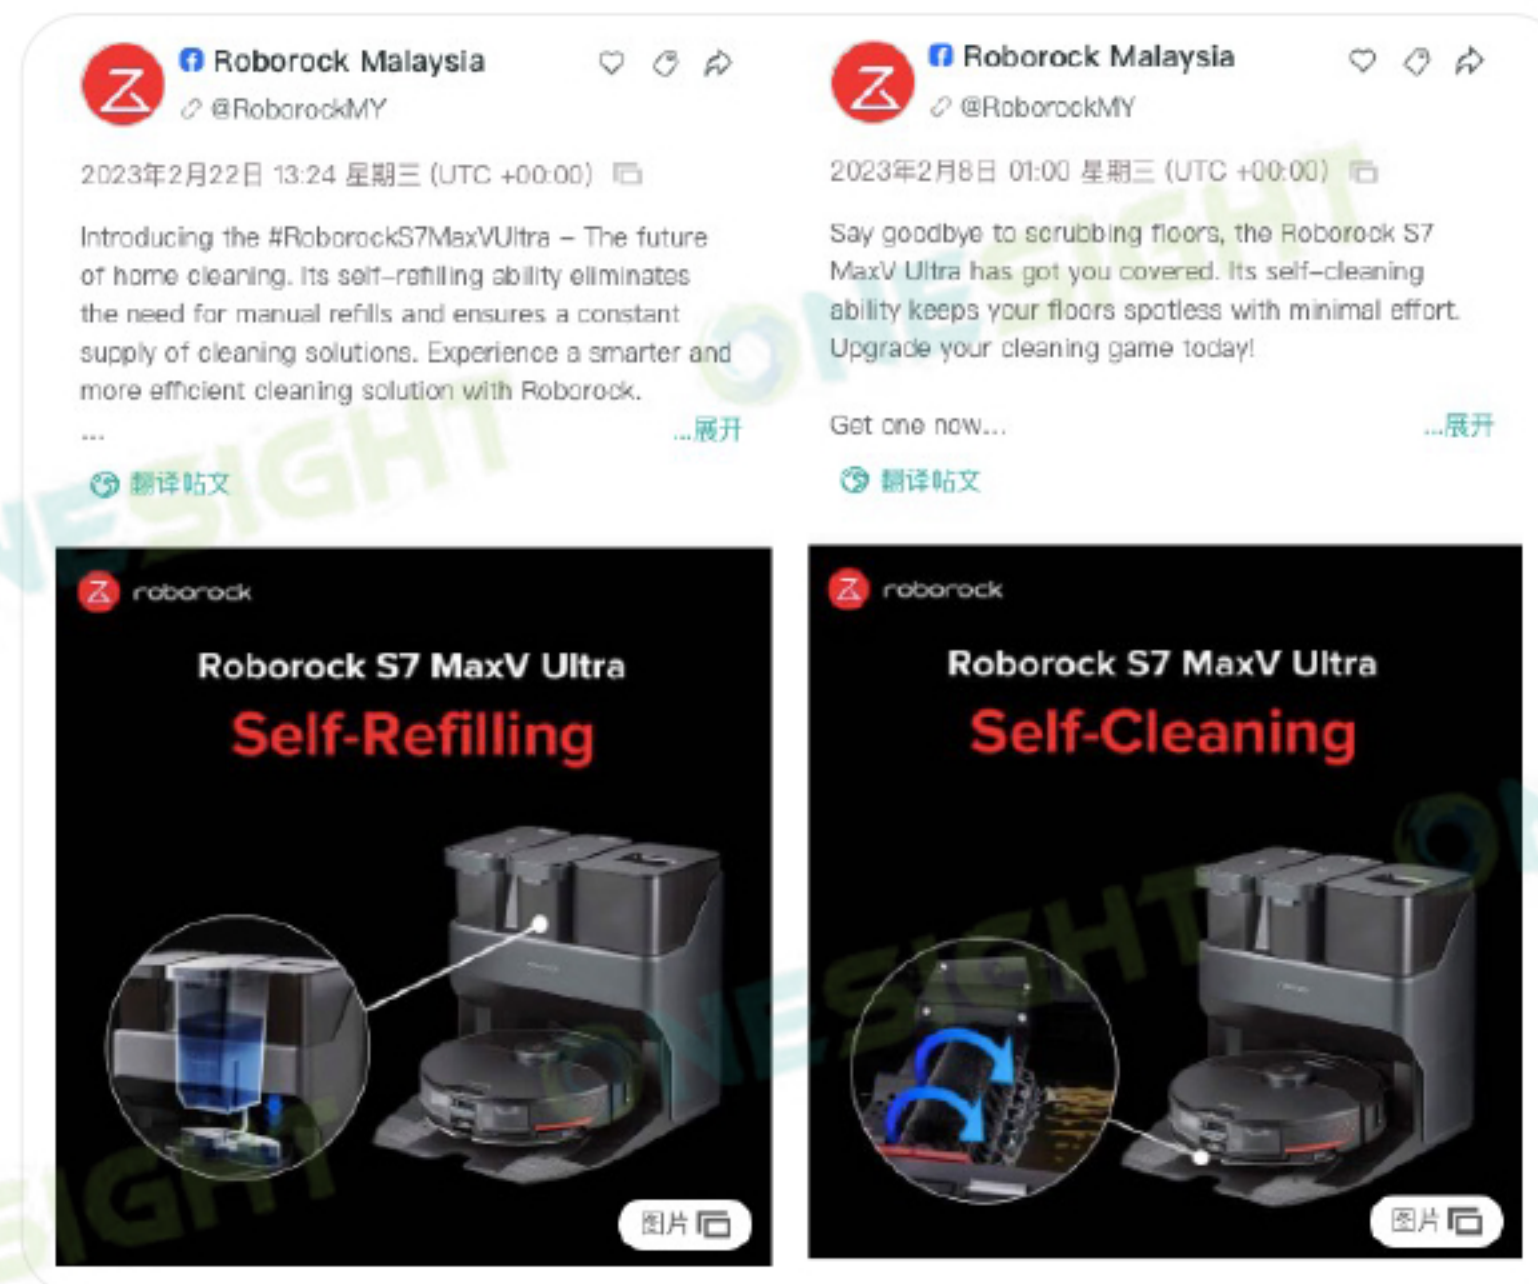 Roborock Malaysia
@RoborockMY
2023年2月22日 13:24 星期三 (UTC +00:00)
Introducing the #RoborockS7MaxVUltra – The future
of home cleaning. Its self-refilling ability eliminates
the need for manual refills and ensures a constant
supply of cleaning solutions. Experience a smarter and
more efficient cleaning solution with Roborock.
...
...展开
翻译帖文
roborock
Roborock S7 MaxV Ultra
Self-Refilling
图片
Roborock Malaysia
@RoborockMY
2023年2月8日 01:00 星期三 (UTC +00:00)
Say goodbye to scrubbing floors, the Roborock S7
MaxV Ultra has got you covered. Its self-cleaning
ability keeps your floors spotless with minimal effort.
Upgrade your cleaning game today!
Get one now...
...展开
翻译帖文
roborock
Roborock S7 MaxV Ultra
Self-Cleaning
图片
ONESIGHT